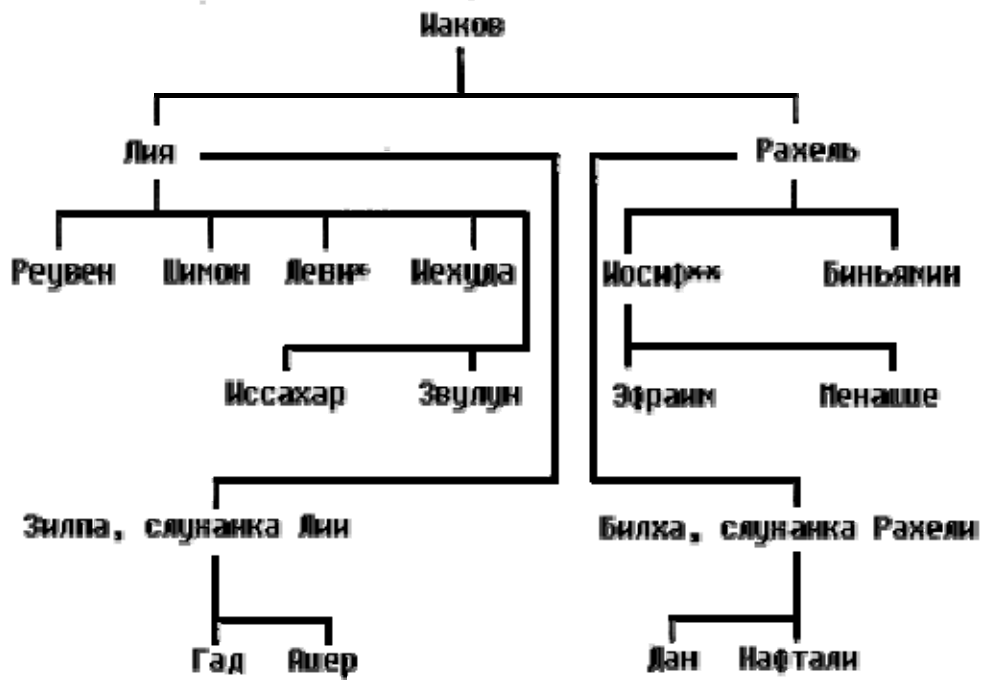 Иаков
Лия Рахель
Реувен Шимон Леви* Иехуда Иосиф** Биньямин
Иссахар Звулун Эфраим Менаше
Зилпа, служанка Лии Билха, служанка Рахели
Гад Ашер Дан Нафтали